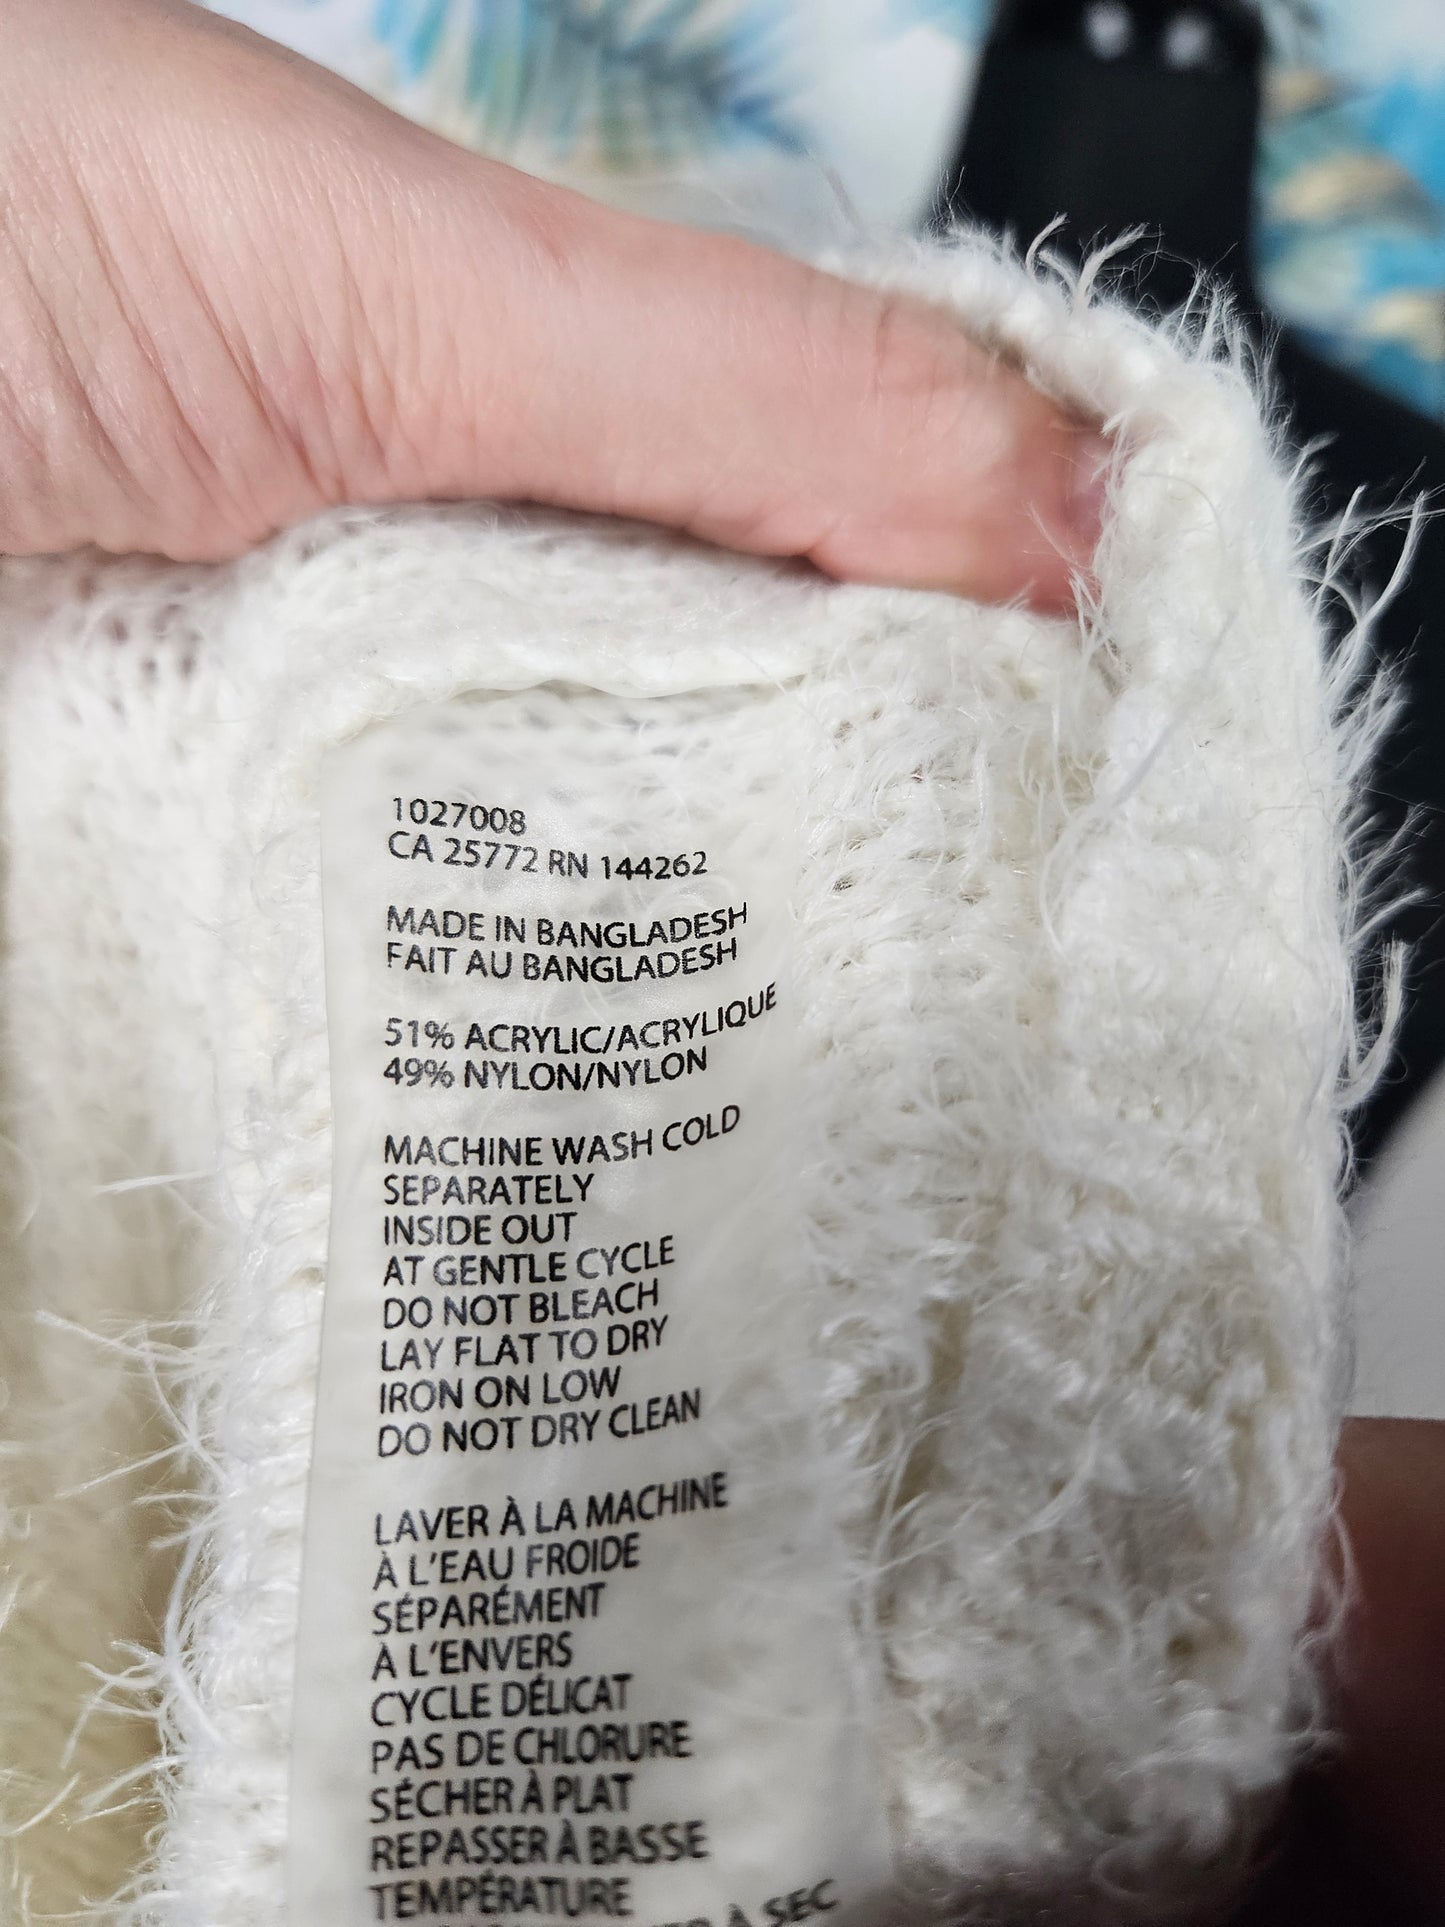 1027008
CA 25772 RN 144262
MADE IN BANGLADESH
FAIT AU BANGLADESH
51% ACRYLIC/ACRYLIQUE
49% NYLON/NYLON
MACHINE WASH COLD
SEPARATELY
INSIDE OUT
AT GENTLE CYCLE
DO NOT BLEACH
LAY FLAT TO DRY
IRON ON LOW
DO NOT DRY CLEAN
LAVER À LA MACHINE
À L'EAU FROIDE
SÉPARÉMENT
À L'ENVERS
CYCLE DÉLICAT
PAS DE CHLORURE
SÉCHER À PLAT
REPASSER À BASSE
TEMPÉRATURE
À SEC